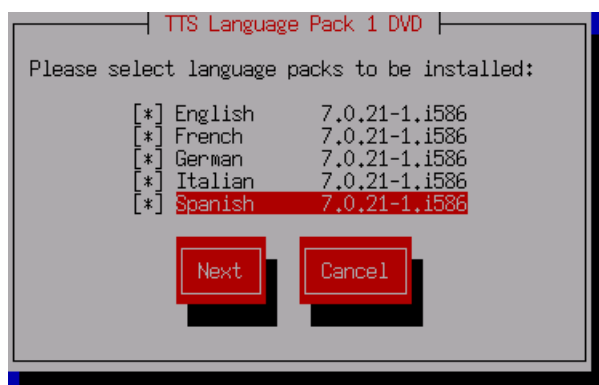 TTS Language Pack 1 DVD
Please select language packs to be installed:
[*] English 7.0.21-1.i586
[*] French 7.0.21-1.i586
[*] German 7.0.21-1.i586
[*] Italian 7.0.21-1.i586
[*] Spanish 7.0.21-1.i586
Next Cancel